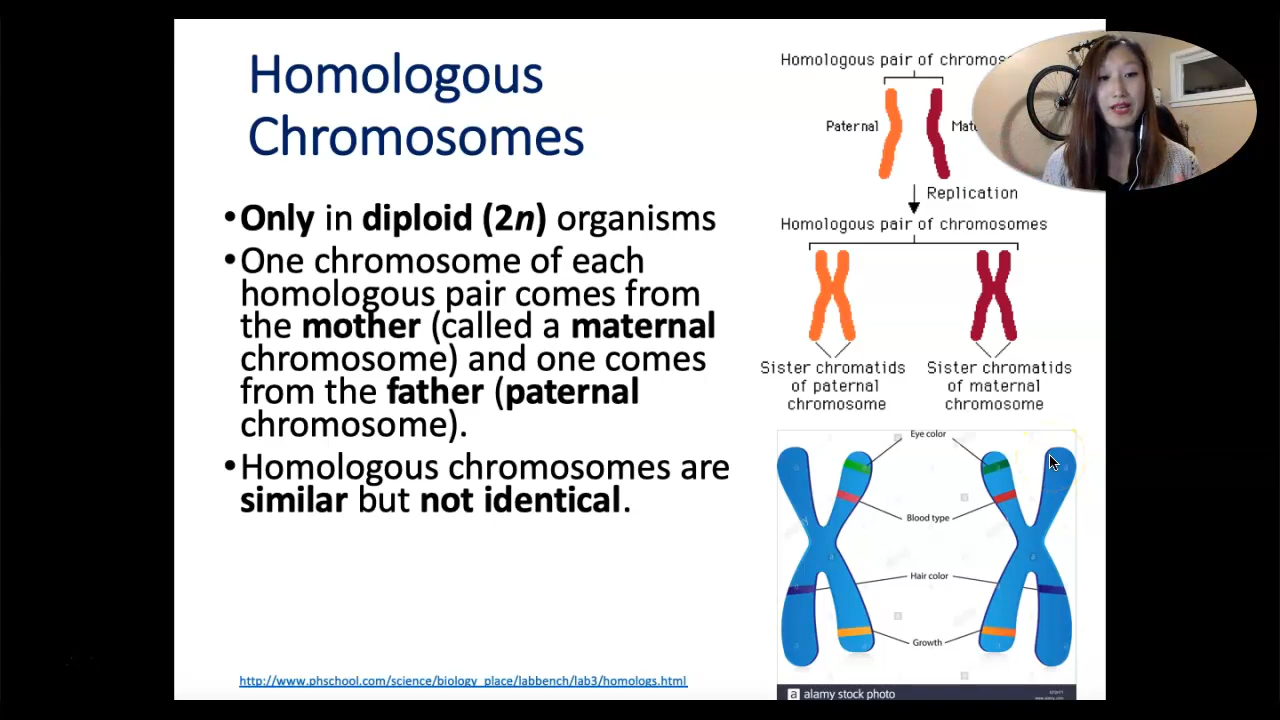 Homologous
Chromosomes
•Only in diploid (2n) organisms
•One chromosome of each
homologous pair comes from
the mother (called a maternal
chromosome) and one comes
from the father (paternal
chromosome).
•Homologous chromosomes are
similar but not identical.
http://www.phschool.com/science/biology_place/labbench/lab3/homologs.html
Homologous pair of
Paternal
Replication
Homologous pair of chromosomes
Sister chromatids
of paternal
chromosome
Sister chromatids
of maternal
chromosome
Eye color
Blood type
Hair color
Growth
a alamy stock photo